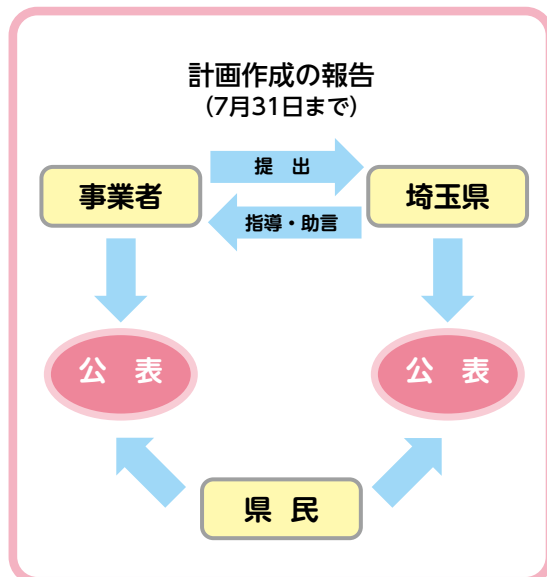 計画作成の報告
(7月31日まで)
提 出
事業者
埼玉県
指導・助言
公 表
公 表
県 民